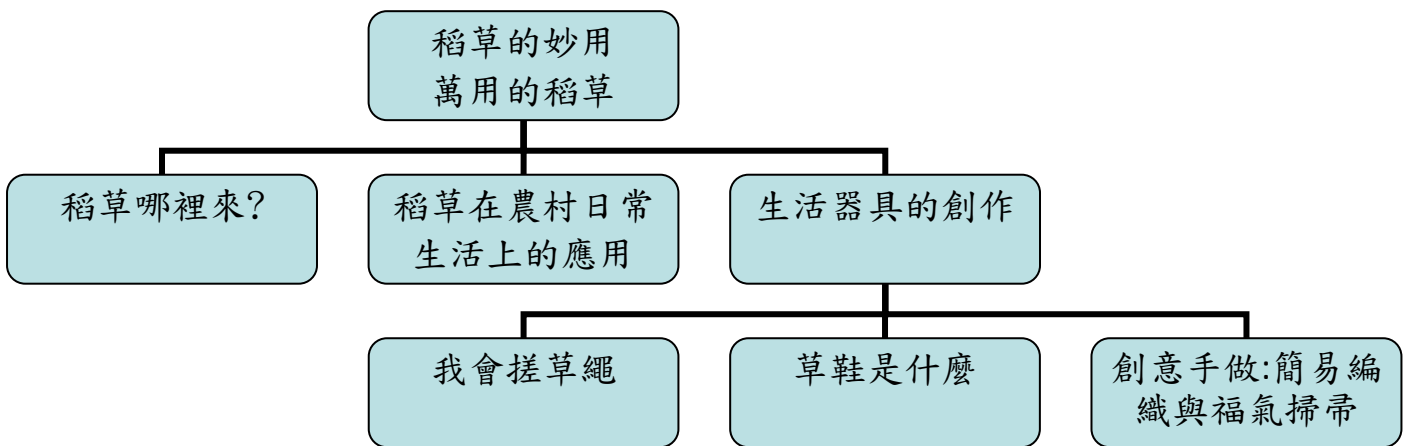 稻草的妙用
萬用的稻草
稻草哪裡來?
稻草在農村日常
生活上的應用
生活器具的創作
我會搓草繩
草鞋是什麼
創意手做:簡易編
織與福氣掃帚